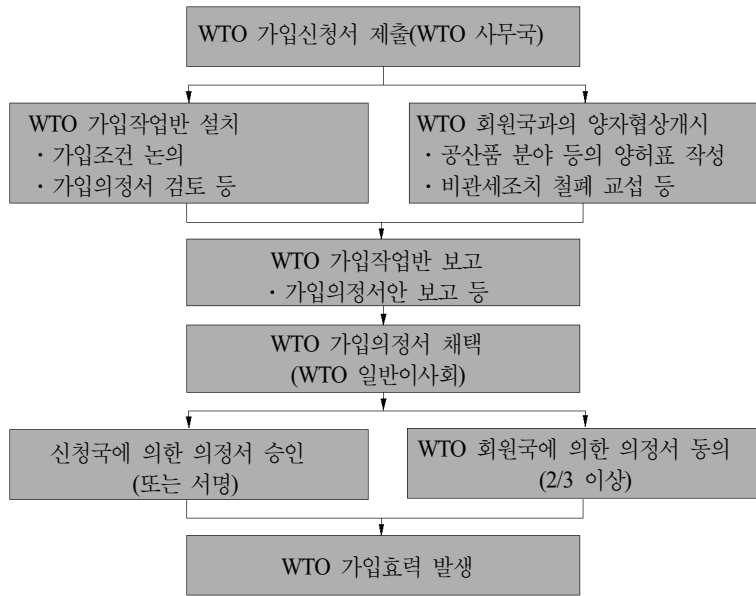 WTO 가입신청서 제출(WTO 사무국)
WTO 가입작업반 설치
· 가입조건 논의
· 가입의정서 검토 등
WTO 회원국과의 양자협상개시
· 공산품 분야 등의 양허표 작성
· 비관세조치 철폐 교섭 등
WTO 가입작업반 보고
· 가입의정서안 보고 등
WTO 가입의정서 채택
(WTO 일반이사회)
신청국에 의한 의정서 승인
(또는 서명)
WTO 회원국에 의한 의정서 동의
(2/3 이상)
WTO 가입효력 발생